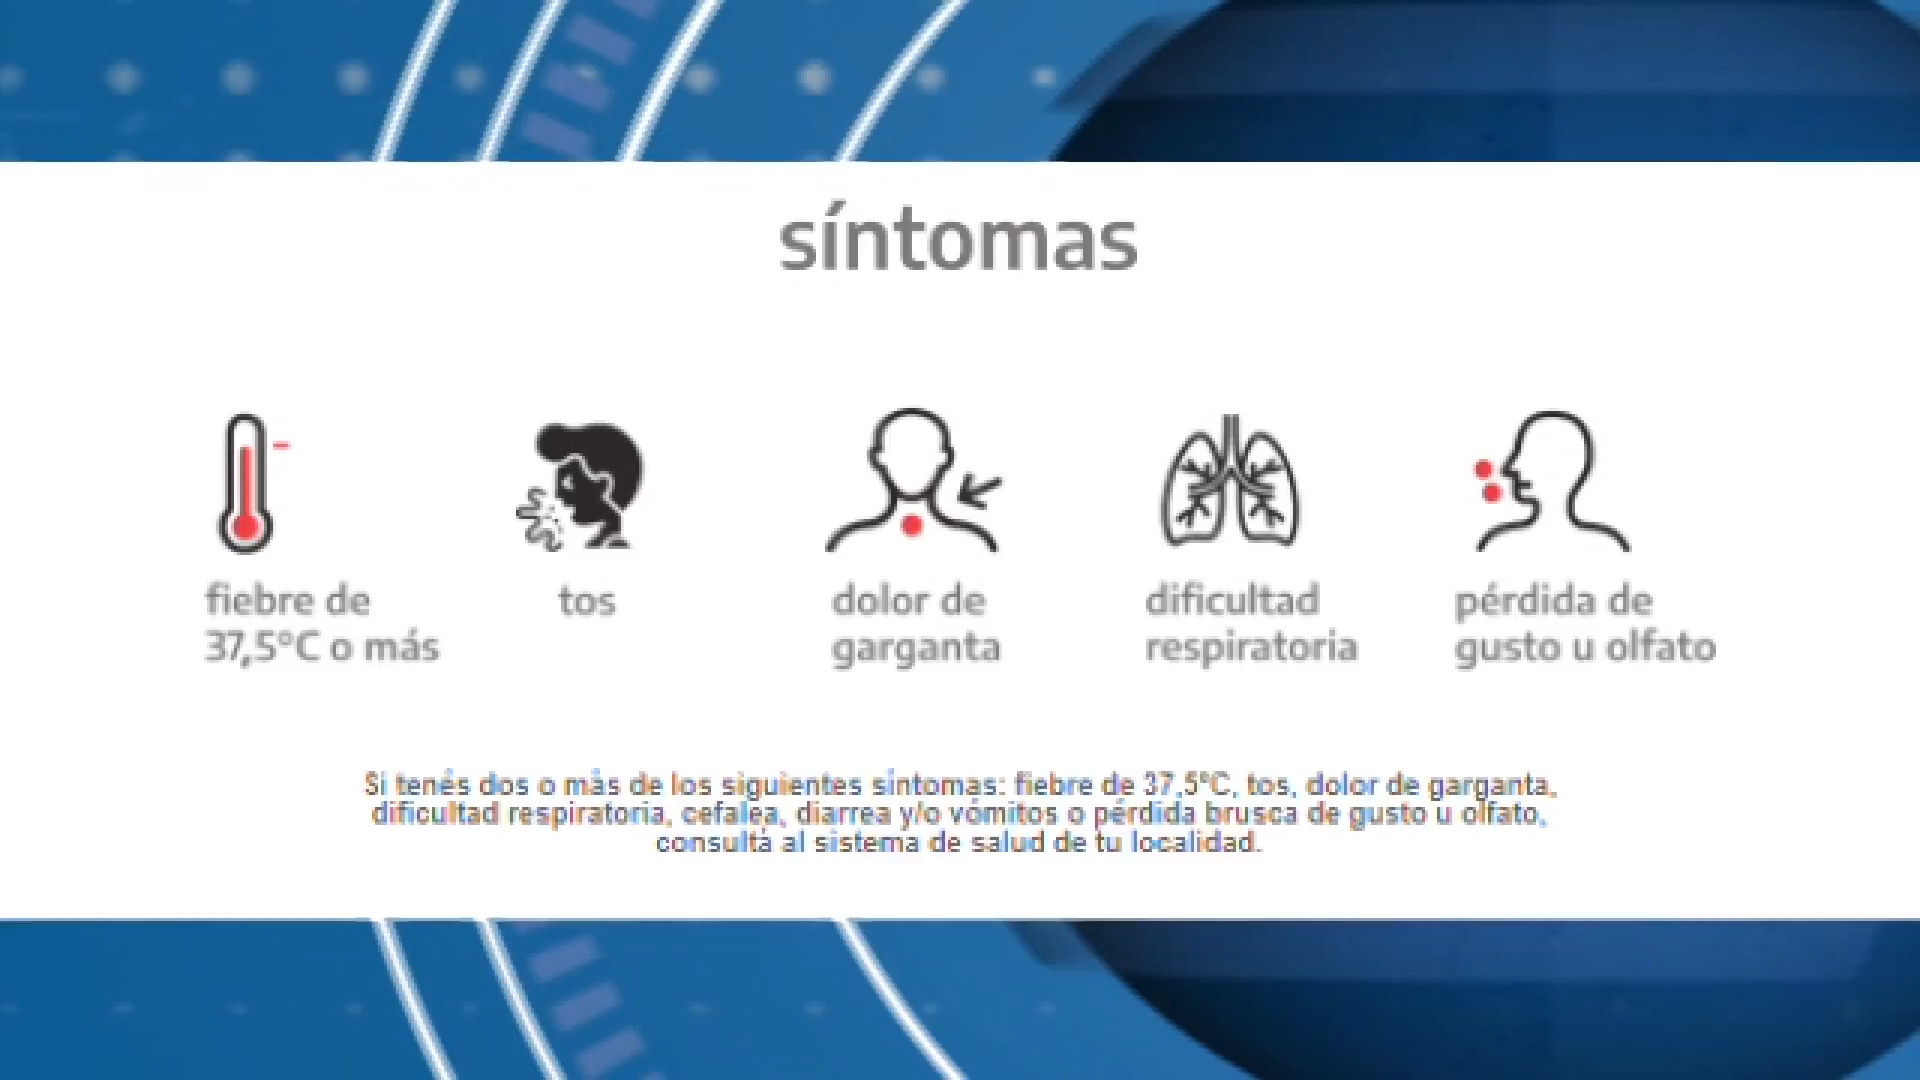 síntomas
fiebre de
37,5°C o más
tos
dolor de
garganta
dificultad
respiratoria
pérdida de
gusto u olfato
Si tenés dos o más de los siguientes síntomas: fiebre de 37,5°C, tos, dolor de garganta,
dificultad respiratoria, cefalea, diarrea y/o vómitos o pérdida brusca de gusto u olfato,
consultá al sistema de salud de tu localidad.